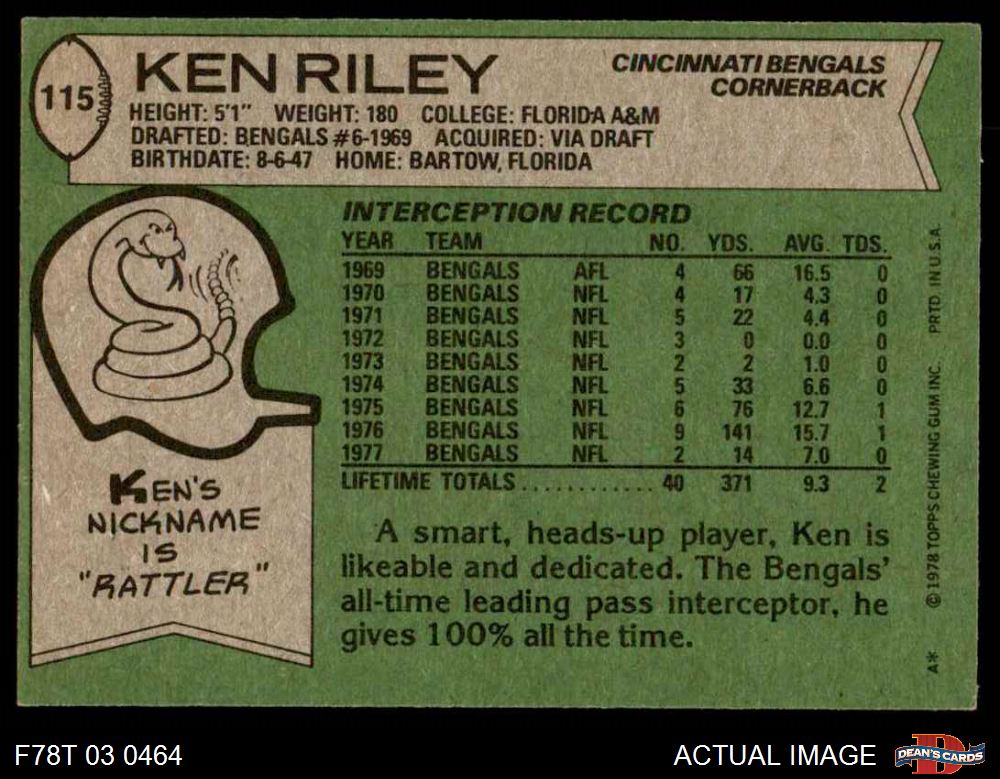 115
KEN RILEY
CINCINNATI BENGALS
CORNERBACK
HEIGHT: 5'1" WEIGHT: 180 COLLEGE: FLORIDA A&M
DRAFTED: BENGALS #6-1969 ACQUIRED: VIA DRAFT
BIRTHDATE: 8-6-47 HOME: BARTOW, FLORIDA
INTERCEPTION RECORD
YEAR TEAM NO. YDS. AVG. TDS.
1969 BENGALS AFL 4 66 16.5 0
1970 BENGALS NFL 4 17 4.3 0
1971 BENGALS NFL 5 22 4.4 0
1972 BENGALS NFL 3 0 0.0 0
1973 BENGALS NFL 2 2 1.0 0
1974 BENGALS NFL 5 33 6.6 0
1975 BENGALS NFL 6 76 12.7 1
1976 BENGALS NFL 9 141 15.7 1
1977 BENGALS NFL 2 14 7.0 0
LIFETIME TOTALS............ 40 371 9.3 2
KEN'S
NICKNAME
IS
"RATTLER"
A smart, heads-up player, Ken is
likeable and dedicated. The Bengals'
all-time leading pass interceptor, he
gives 100% all the time.
A* © 1978 TOPPS CHEWING GUM INC. PRTD. IN U.S.A.
F78T 03 0464
ACTUAL IMAGE
DEAN'S CARDS